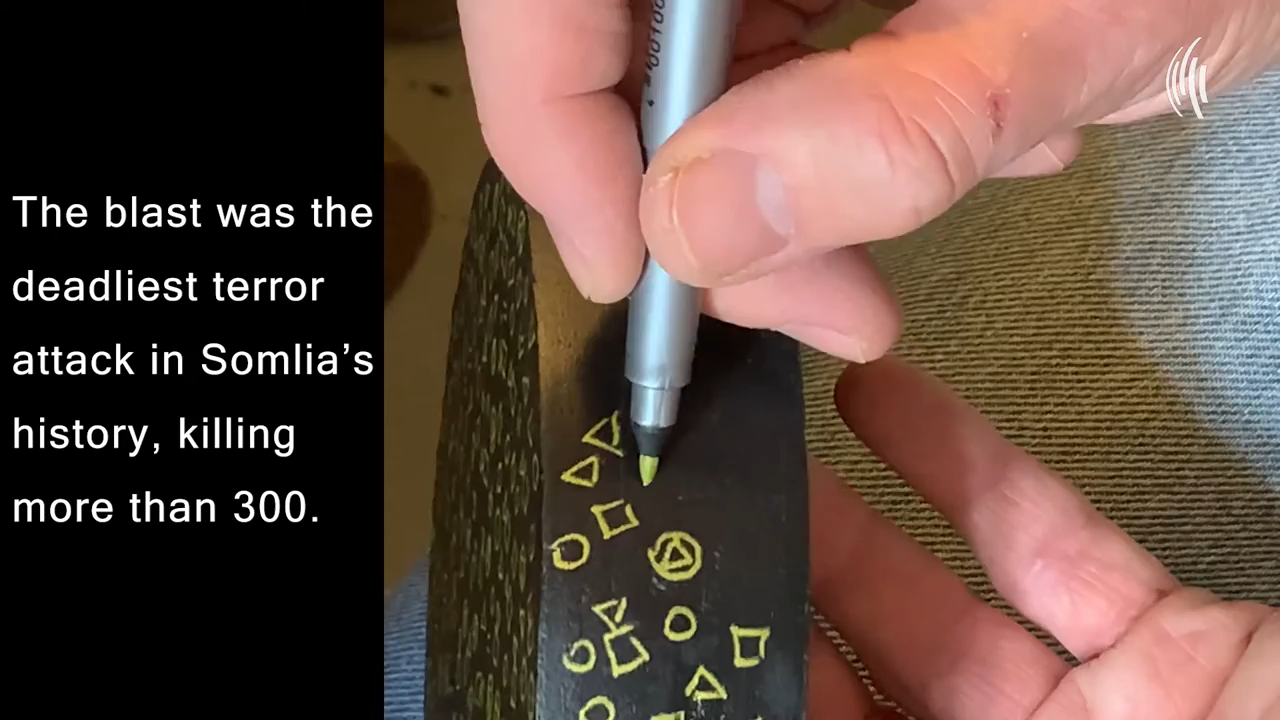 The blast was the
deadliest terror
attack in Somlia’s
history, killing
more than 300.